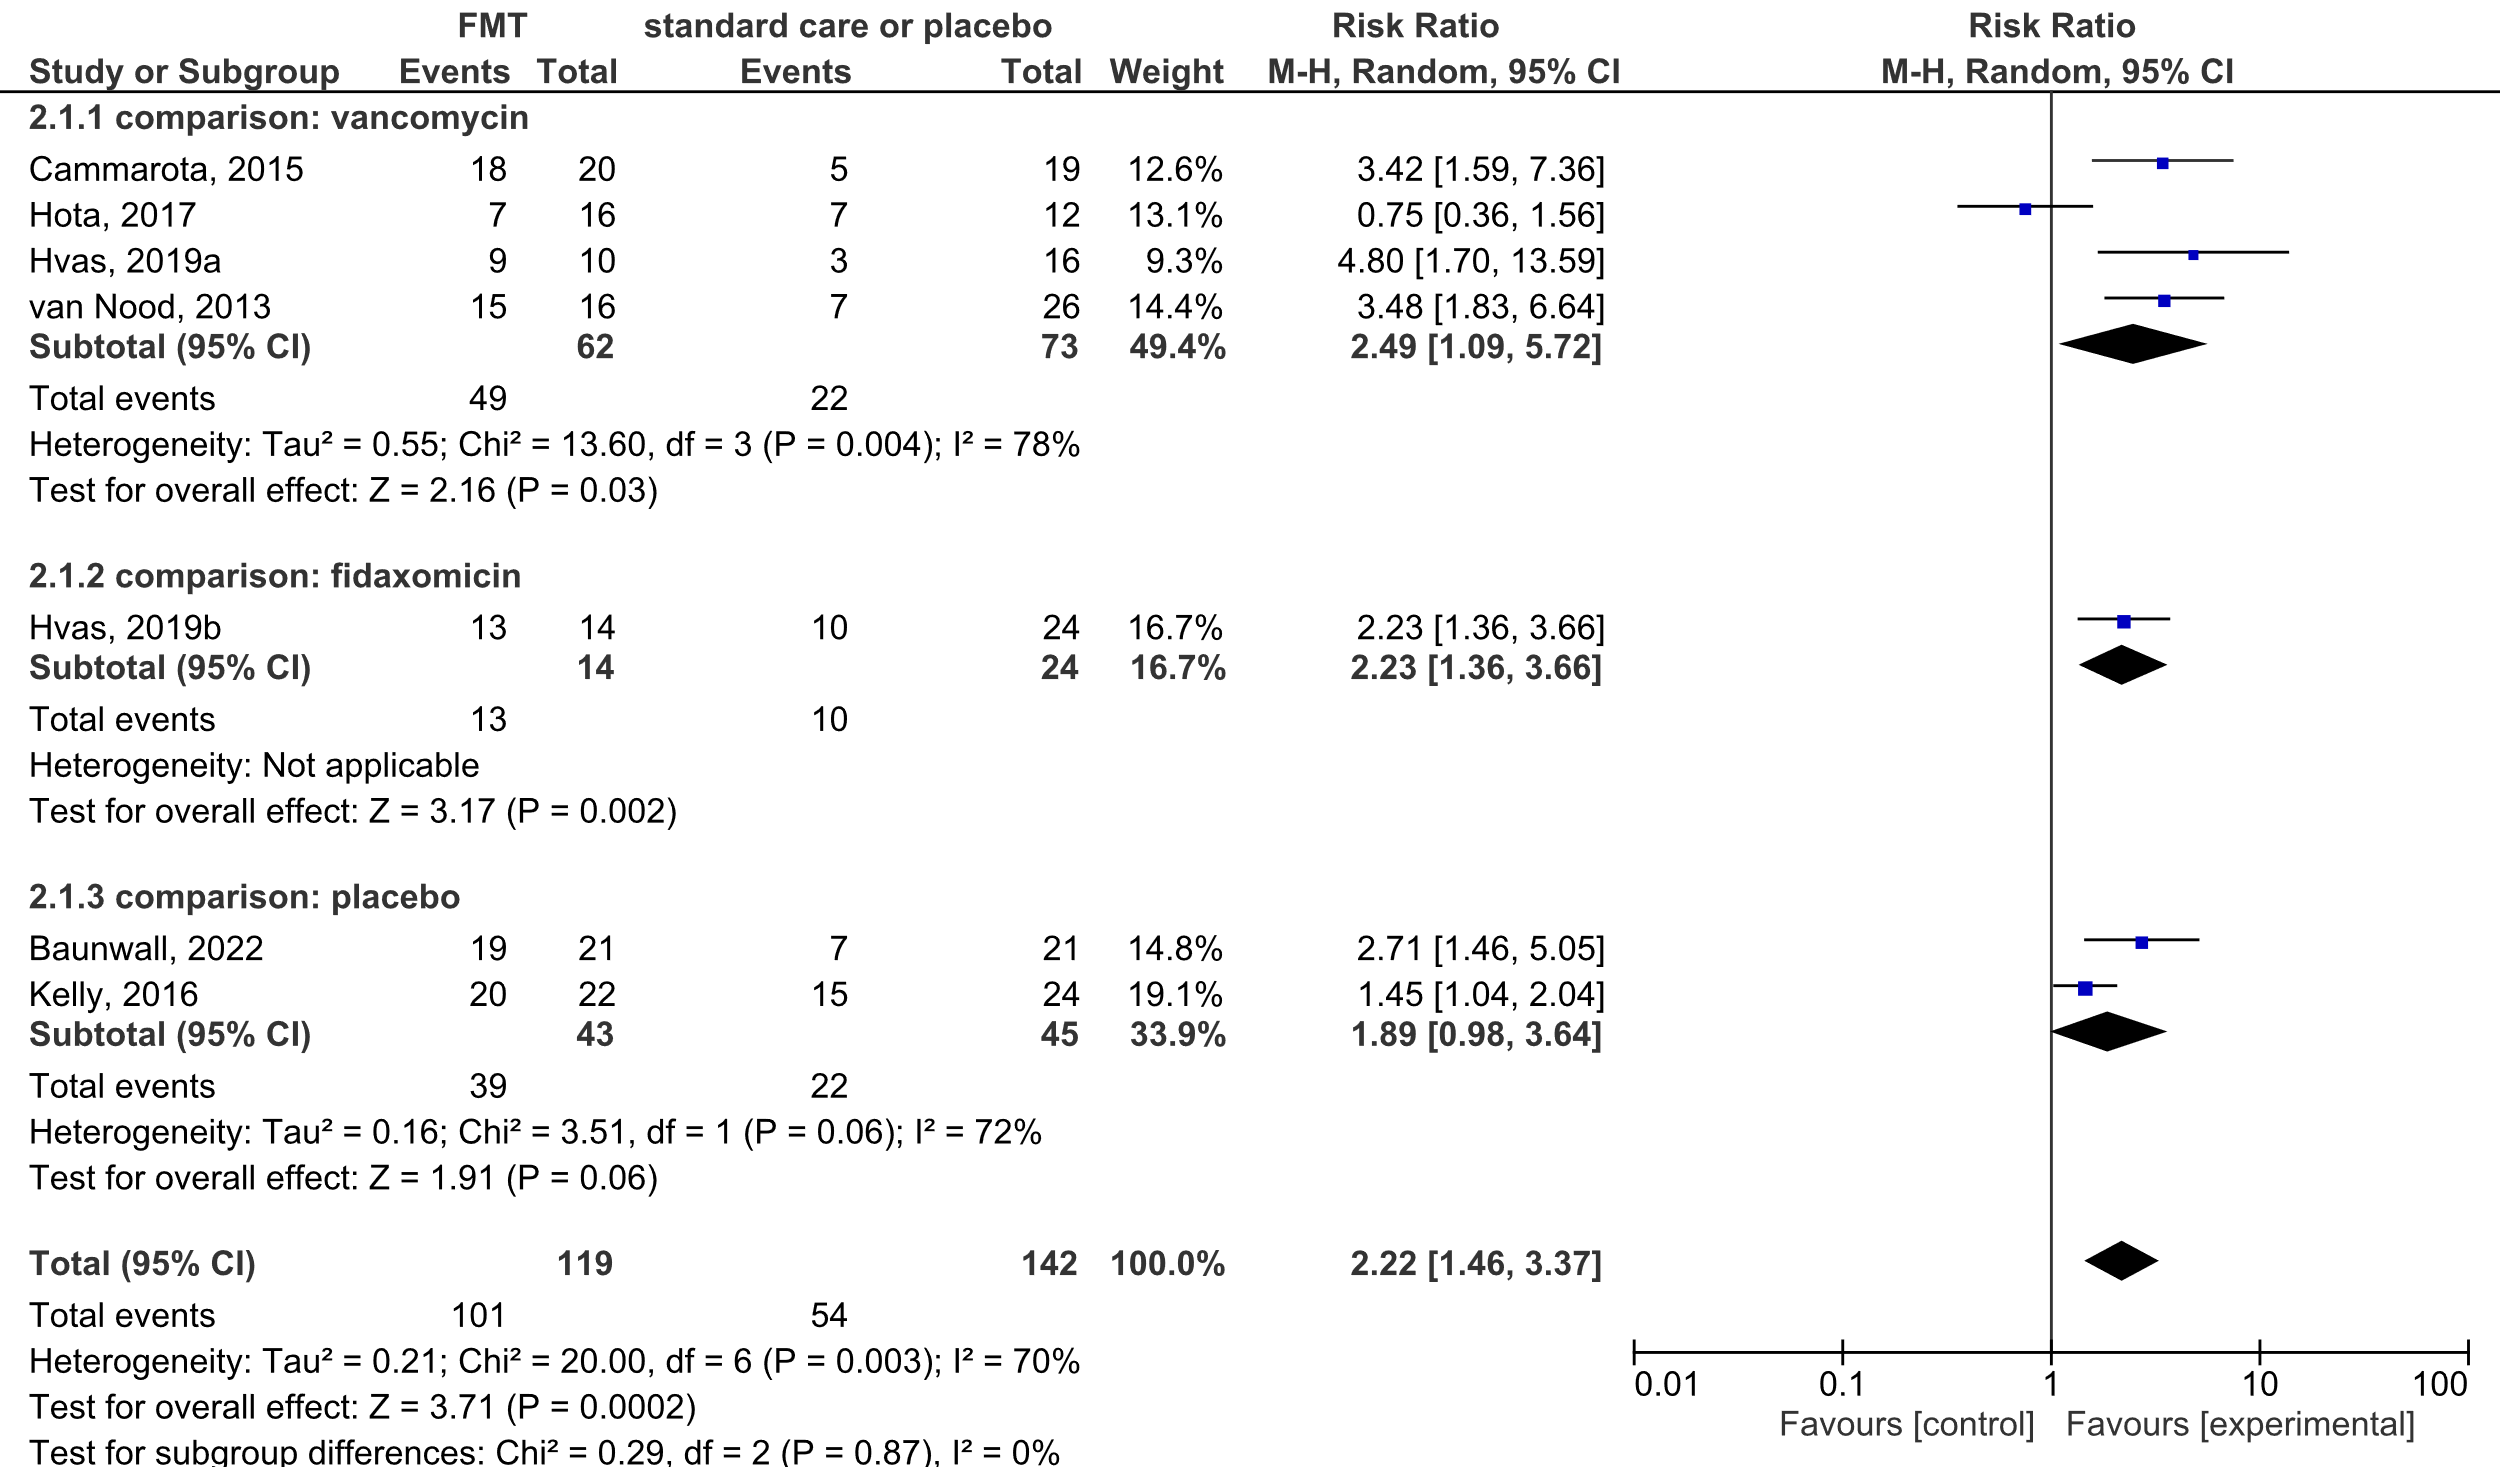 FMT standard care or placebo Risk Ratio Risk Ratio
Study or Subgroup Events Total Events Total Weight M-H, Random, 95% CI M-H, Random, 95% CI
2.1.1 comparison: vancomycin
Cammarota, 2015 18 20 5 19 12.6% 3.42 [1.59, 7.36]
Hota, 2017 7 16 7 12 13.1% 0.75 [0.36, 1.56]
Hvas, 2019a 9 10 3 16 9.3% 4.80 [1.70, 13.59]
van Nood, 2013 15 16 7 26 14.4% 3.48 [1.83, 6.64]
Subtotal (95% CI) 62 73 49.4% 2.49 [1.09, 5.72]
Total events 49 22
Heterogeneity: Tau² = 0.55; Chi² = 13.60, df = 3 (P = 0.004); I² = 78%
Test for overall effect: Z = 2.16 (P = 0.03)
2.1.2 comparison: fidaxomicin
Hvas, 2019b 13 14 10 24 16.7% 2.23 [1.36, 3.66]
Subtotal (95% CI) 14 24 16.7% 2.23 [1.36, 3.66]
Total events 13 10
Heterogeneity: Not applicable
Test for overall effect: Z = 3.17 (P = 0.002)
2.1.3 comparison: placebo
Baunwall, 2022 19 21 7 21 14.8% 2.71 [1.46, 5.05]
Kelly, 2016 20 22 15 24 19.1% 1.45 [1.04, 2.04]
Subtotal (95% CI) 43 45 33.9% 1.89 [0.98, 3.64]
Total events 39 22
Heterogeneity: Tau² = 0.16; Chi² = 3.51, df = 1 (P = 0.06); I² = 72%
Test for overall effect: Z = 1.91 (P = 0.06)
Total (95% CI) 119 142 100.0% 2.22 [1.46, 3.37]
Total events 101 54
Heterogeneity: Tau² = 0.21; Chi² = 20.00, df = 6 (P = 0.003); I² = 70%
Test for overall effect: Z = 3.71 (P = 0.0002)
Test for subgroup differences: Chi² = 0.29, df = 2 (P = 0.87), I² = 0%
0.01 0.1 1 10 100
Favours [control] Favours [experimental]